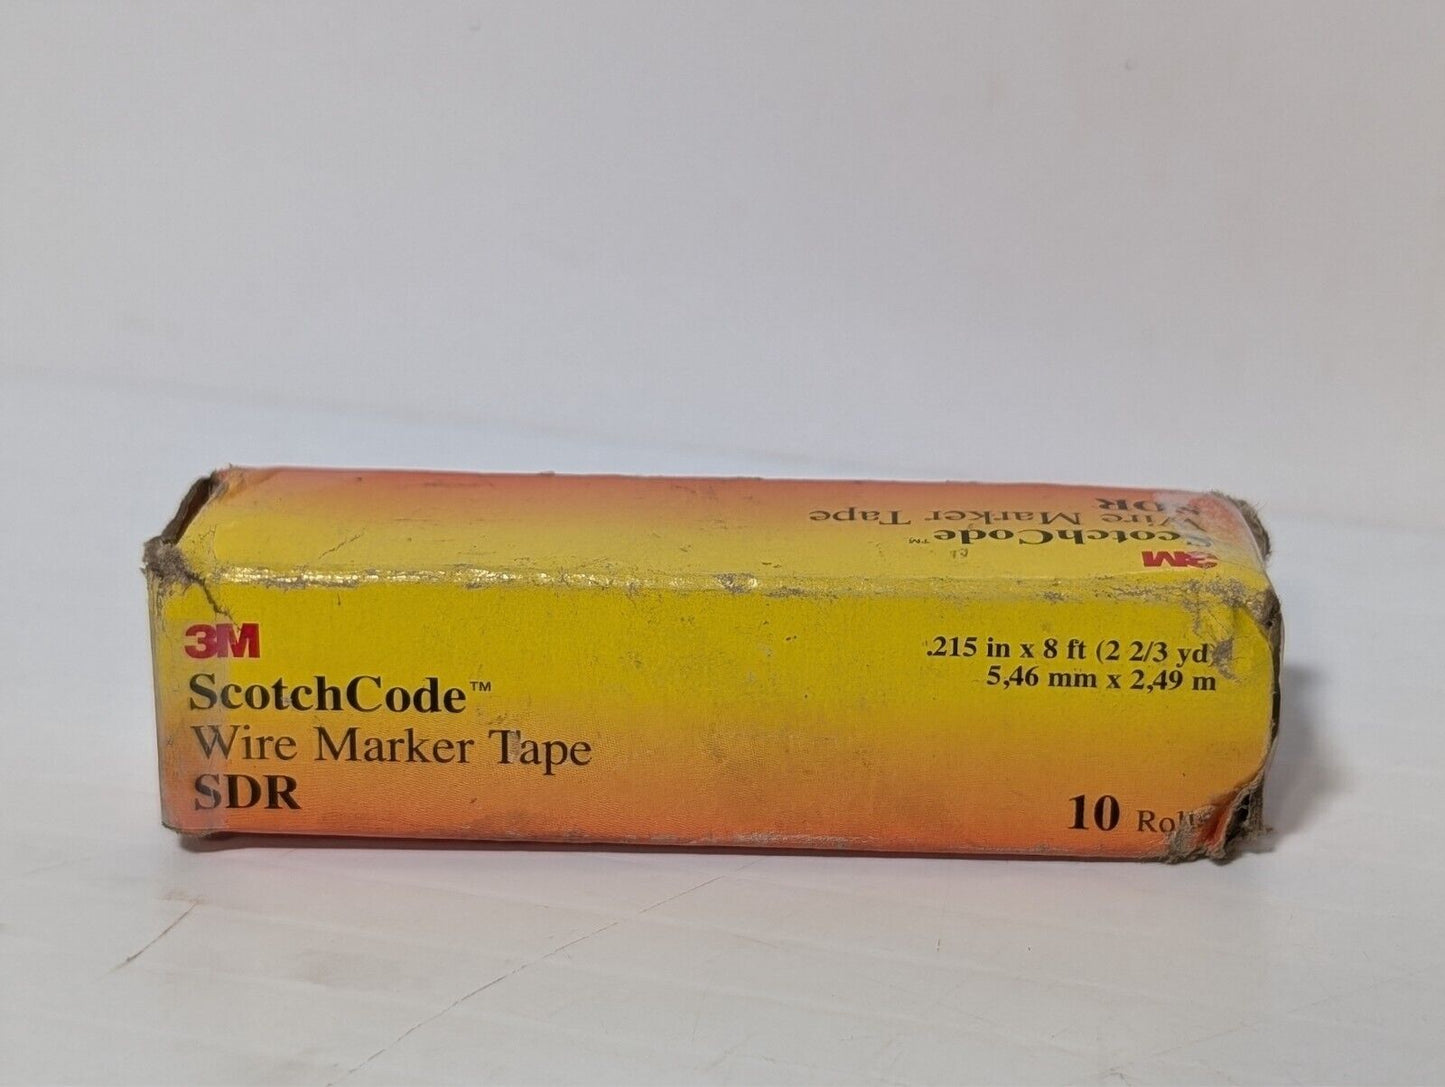 3M
ScotchCode™
Wire Marker Tape
SDR
.215 in x 8 ft (2 2/3 yd)
5,46 mm x 2,49 m
10 Rolls
3M
ScotchCode™
Wire Marker Tape
SDR